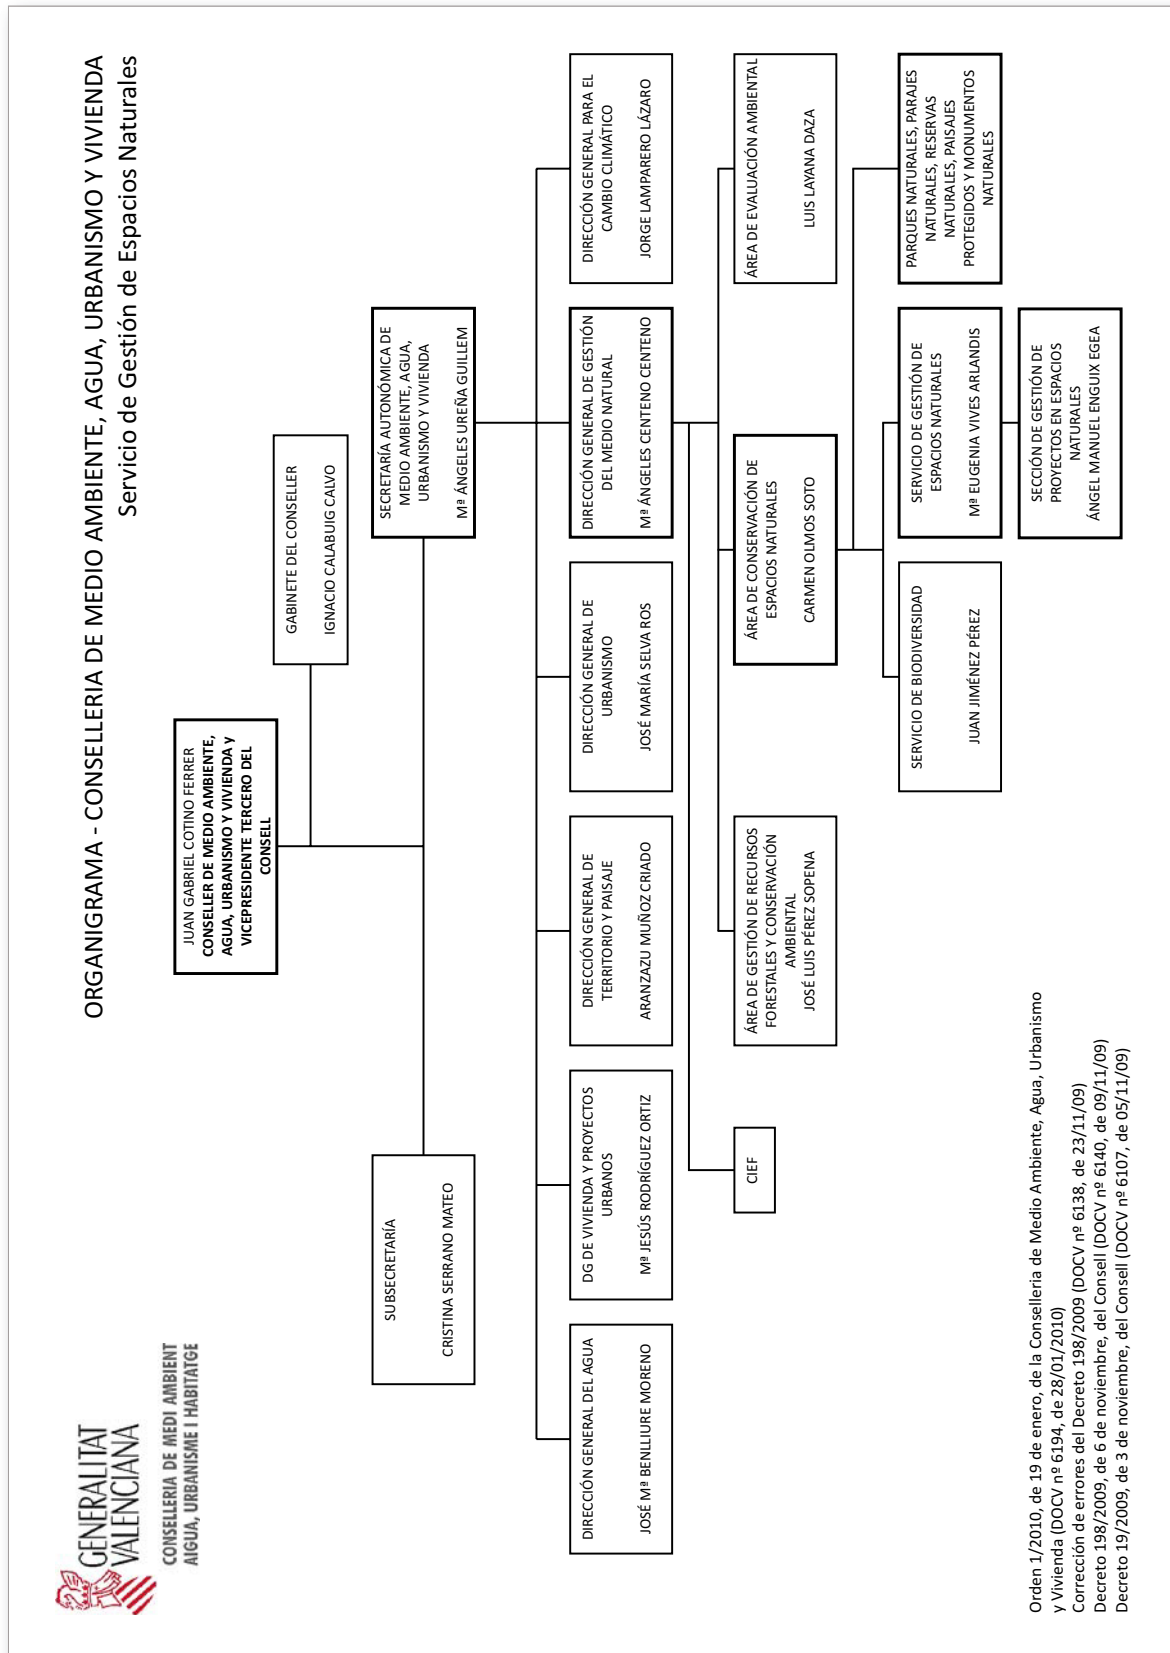 GENERALITAT
VALENCIANA
CONSELLERIA DE MEDI AMBIENT
AIGUA, URBANISME I HABITATGE
ORGANIGRAMA - CONSELLERIA DE MEDIO AMBIENTE, AGUA, URBANISMO Y VIVIENDA
Servicio de Gestión de Espacios Naturales
JUAN GABRIEL COTINO FERRER
CONSELLER DE MEDIO AMBIENTE,
AGUA, URBANISMO Y VIVIENDA y
VICEPRESIDENTE TERCERO DEL
CONSELL
GABINETE DEL CONSELLER
IGNACIO CALABUIG CALVO
SUBSECRETARÍA
CRISTINA SERRANO MATEO
SECRETARÍA AUTONÓMICA DE
MEDIO AMBIENTE, AGUA,
URBANISMO Y VIVIENDA
Mª ÁNGELES UREÑA GUILLEM
DIRECCIÓN GENERAL DEL AGUA
JOSÉ Mª BENLLIURE MORENO
DG DE VIVIENDA Y PROYECTOS
URBANOS
Mª JESÚS RODRÍGUEZ ORTIZ
DIRECCIÓN GENERAL DE
TERRITORIO Y PAISAJE
ARANZAZU MUÑOZ CRIADO
DIRECCIÓN GENERAL DE
URBANISMO
JOSÉ MARÍA SELVA ROS
DIRECCIÓN GENERAL DE GESTIÓN
DEL MEDIO NATURAL
Mª ÁNGELES CENTENO CENTENO
DIRECCIÓN GENERAL PARA EL
CAMBIO CLIMÁTICO
JORGE LAMPARERO LÁZARO
CIEF
ÁREA DE GESTIÓN DE RECURSOS
FORESTALES Y CONSERVACIÓN
AMBIENTAL
JOSÉ LUIS PÉREZ SOPENA
ÁREA DE CONSERVACIÓN DE
ESPACIOS NATURALES
CARMEN OLMOS SOTO
ÁREA DE EVALUACIÓN AMBIENTAL
LUIS LAYANA DAZA
SERVICIO DE BIODIVERSIDAD
JUAN JIMÉNEZ PÉREZ
SERVICIO DE GESTIÓN DE
ESPACIOS NATURALES
Mª EUGENIA VIVES ARLANDIS
PARQUES NATURALES, PARAJES
NATURALES, RESERVAS
NATURALES, PAISAJES
PROTEGIDOS Y MONUMENTOS
NATURALES
SECCIÓN DE GESTIÓN DE
PROYECTOS EN ESPACIOS
NATURALES
ÁNGEL MANUEL ENGUIX EGEA
Orden 1/2010, de 19 de enero, de la Conselleria de Medio Ambiente, Agua, Urbanismo
y Vivienda (DOCV nº 6194, de 28/01/2010)
Corrección de errores del Decreto 198/2009 (DOCV nº 6138, de 23/11/09)
Decreto 198/2009, de 6 de noviembre, del Consell (DOCV nº 6140, de 09/11/09)
Decreto 19/2009, de 3 de noviembre, del Consell (DOCV nº 6107, de 05/11/09)